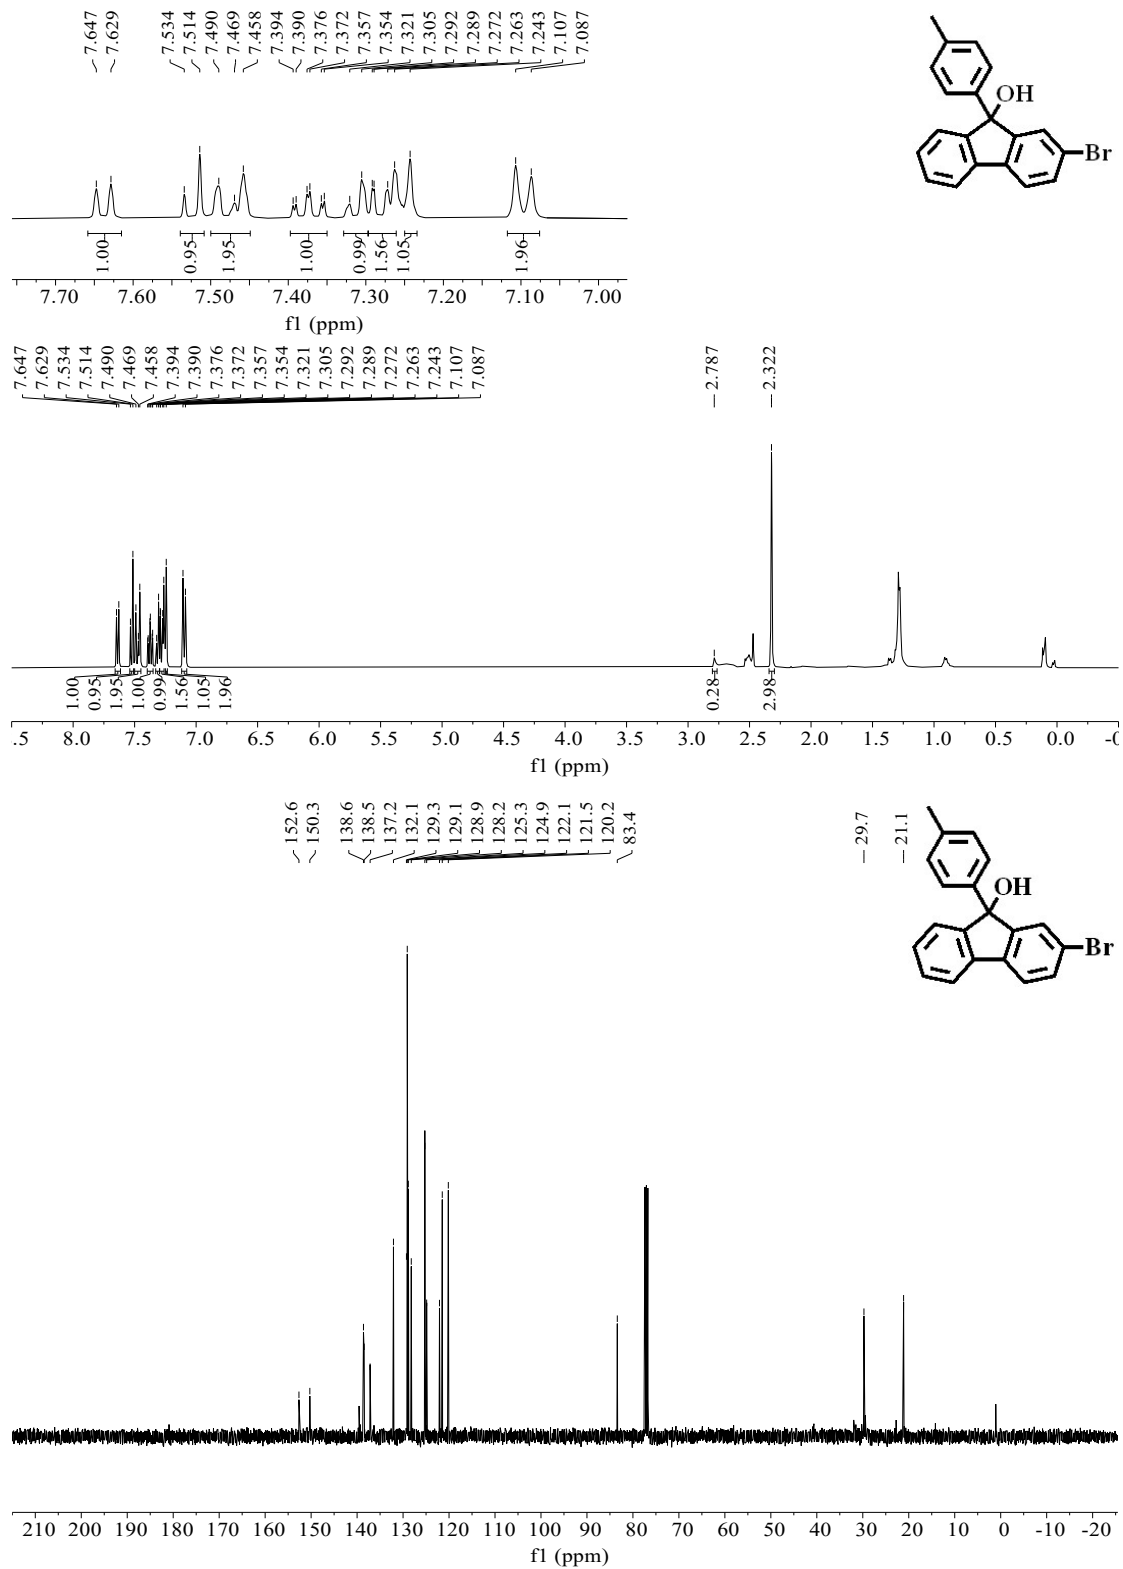 7.647 7.629 7.534 7.514 7.490 7.469 7.458 7.394 7.390 7.376 7.372 7.357 7.354 7.321 7.305 7.292 7.289 7.272 7.263 7.243 7.107 7.087
OH
Br
1.00 0.95 1.95 1.00 0.99 1.56 1.05 1.96
7.70 7.60 7.50 7.40 7.30 7.20 7.10 7.00
f1 (ppm)
7.647 7.629 7.534 7.514 7.490 7.469 7.458 7.394 7.390 7.376 7.372 7.357 7.354 7.321 7.305 7.292 7.289 7.272 7.263 7.243 7.107 7.087 2.787 2.322
1.00 0.95 1.95 1.00 0.99 1.56 1.05 1.96 0.28 2.98
.5 8.0 7.5 7.0 6.5 6.0 5.5 5.0 4.5 4.0 3.5 3.0 2.5 2.0 1.5 1.0 0.5 0.0 -0
f1 (ppm)
152.6 150.3 138.6 138.5 137.2 132.1 129.3 129.1 128.9 128.2 125.3 124.9 122.1 121.5 120.2 83.4 29.7 21.1
OH
Br
210 200 190 180 170 160 150 140 130 120 110 100 90 80 70 60 50 40 30 20 10 0 -10 -20
f1 (ppm)